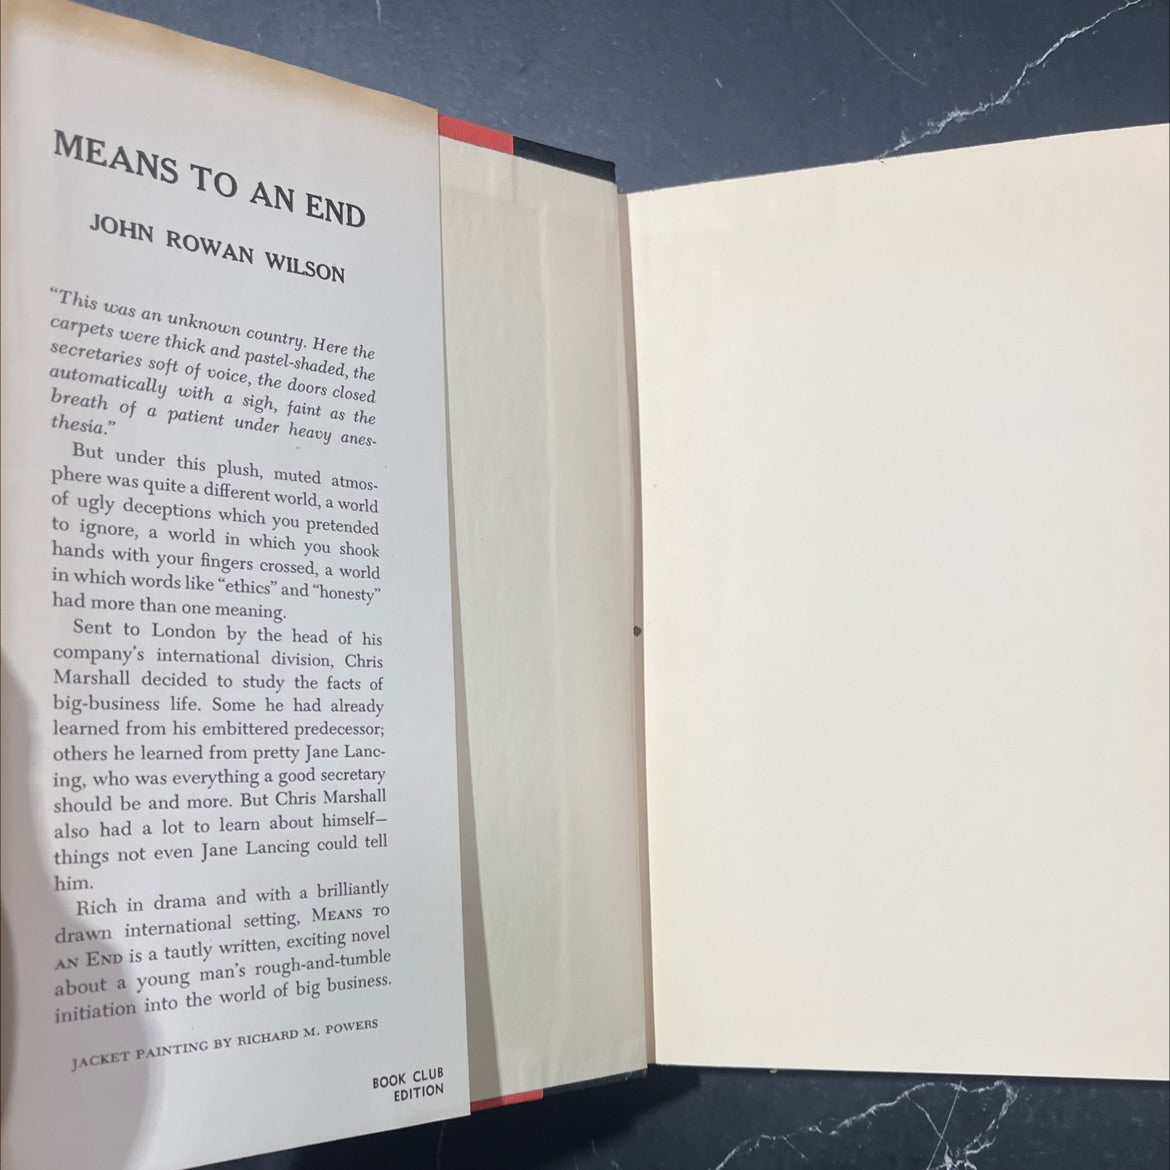 MEANS TO AN END
JOHN ROWAN WILSON
“This was an unknown country. Here the
carpets were thick and pastel-shaded, the
secretaries soft of voice, the doors closed
automatically with a sigh, faint as the
breath of a patient under heavy anes-
thesia.”
But under this plush, muted atmos-
phere was quite a different world, a world
of ugly deceptions which you pretended
to ignore, a world in which you shook
hands with your fingers crossed, a world
in which words like “ethics” and “honesty”
had more than one meaning.
Sent to London by the head of his
company’s international division, Chris
Marshall decided to study the facts of
big-business life. Some he had already
learned from his embittered predecessor;
others he learned from pretty Jane Lanc-
ing, who was everything a good secretary
should be and more. But Chris Marshall
also had a lot to learn about himself—
things not even Jane Lancing could tell
him.
Rich in drama and with a brilliantly
drawn international setting, MEANS TO
AN END is a tautly written, exciting novel
about a young man’s rough-and-tumble
initiation into the world of big business.
JACKET PAINTING BY RICHARD M. POWERS
BOOK CLUB
EDITION